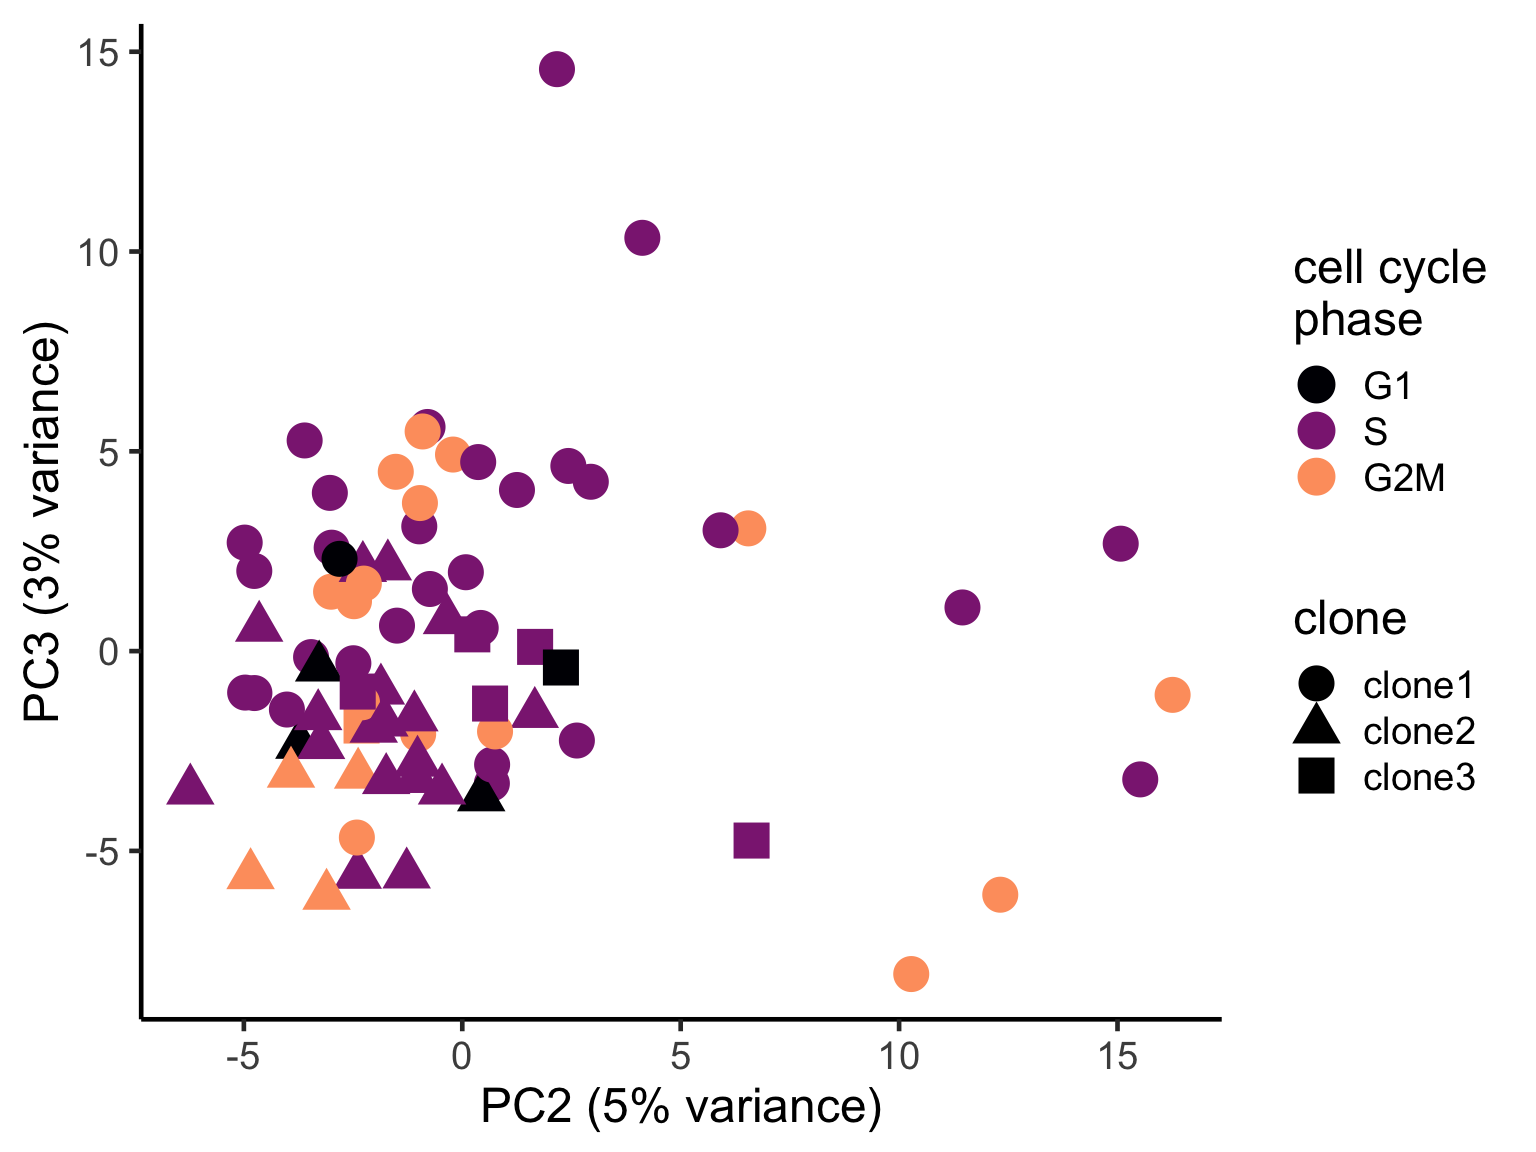 15
10
5
0
-5
PC3 (3% variance)
-5
0
5
10
15
PC2 (5% variance)
cell cycle
phase
G1
S
G2M
clone
clone1
clone2
clone3